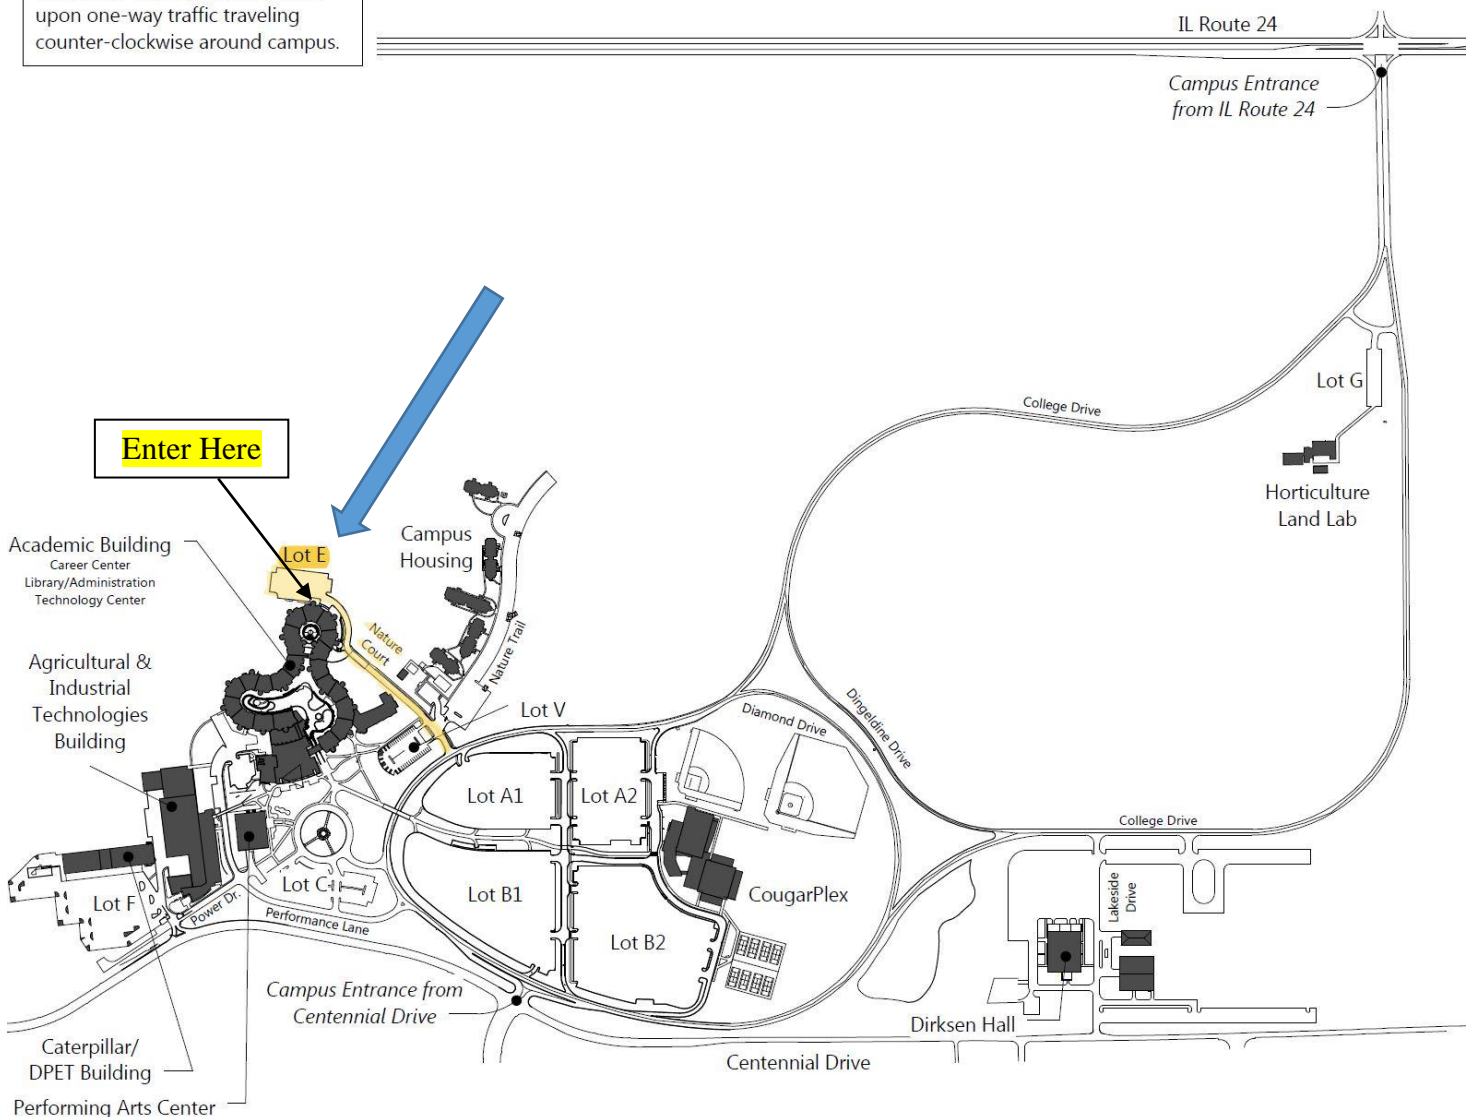 upon one-way traffic traveling
counter-clockwise around campus.
IL Route 24
Campus Entrance
from IL Route 24
Lot G
College Drive
Enter Here
Horticulture
Land Lab
Academic Building
Career Center
Library/Administration
Technology Center
Lot E
Campus
Housing
Nature
Court
Nature Trail
Agricultural &
Industrial
Technologies
Building
Lot V
Diamond Drive
Dingeldine Drive
Lot A1
Lot A2
College Drive
Lot C
Lot B1
CougarPlex
Lot F
Power Dr.
Performance Lane
Lakeside
Drive
Lot B2
Campus Entrance from
Centennial Drive
Dirksen Hall
Caterpillar/
DPET Building
Centennial Drive
Performing Arts Center